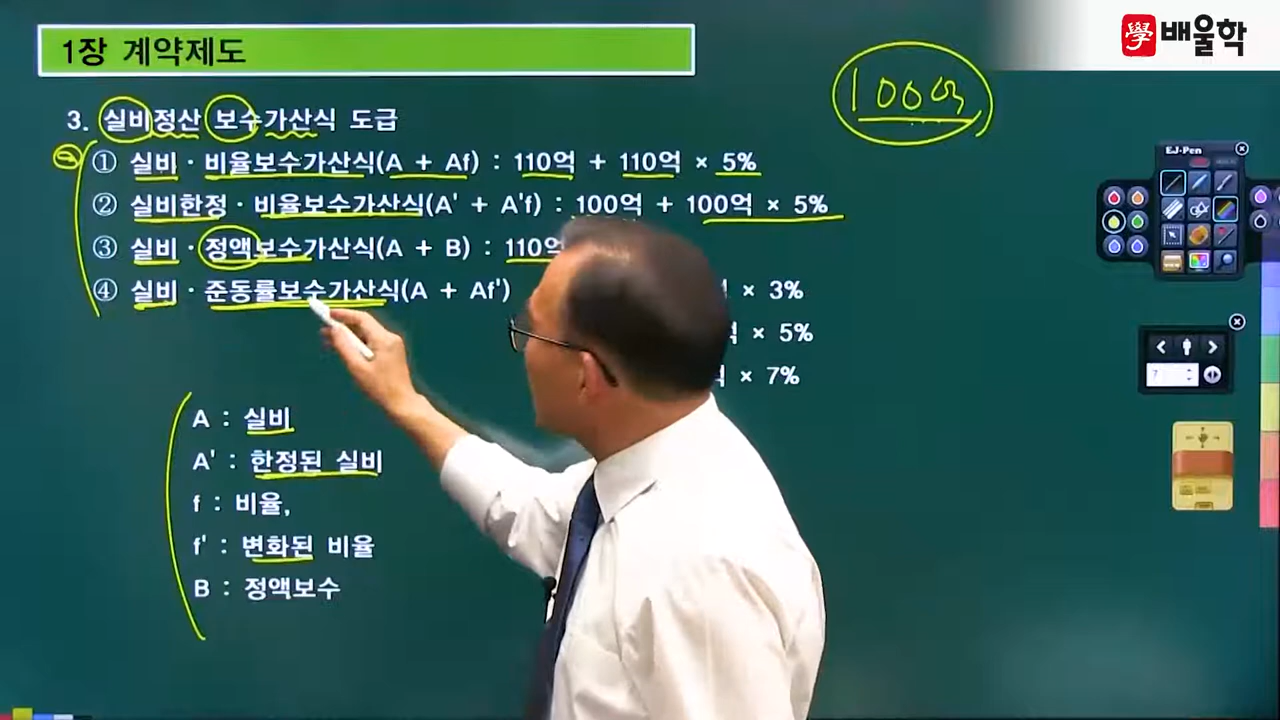 1장 계약제도
學 배울학
100억
3. 실비정산 보수가산식 도급
① 실비 · 비율보수가산식(A + Af) : 110억 + 110억 × 5%
② 실비한정 · 비율보수가산식(A' + A'f) : 100억 + 100억 × 5%
③ 실비 · 정액보수가산식(A + B) : 110억
④ 실비 · 준동률보수가산식(A + Af') × 3%
억 × 5%
억 × 7%
A : 실비
A' : 한정된 실비
f : 비율,
f' : 변화된 비율
B : 정액보수
EJ-Pen
7